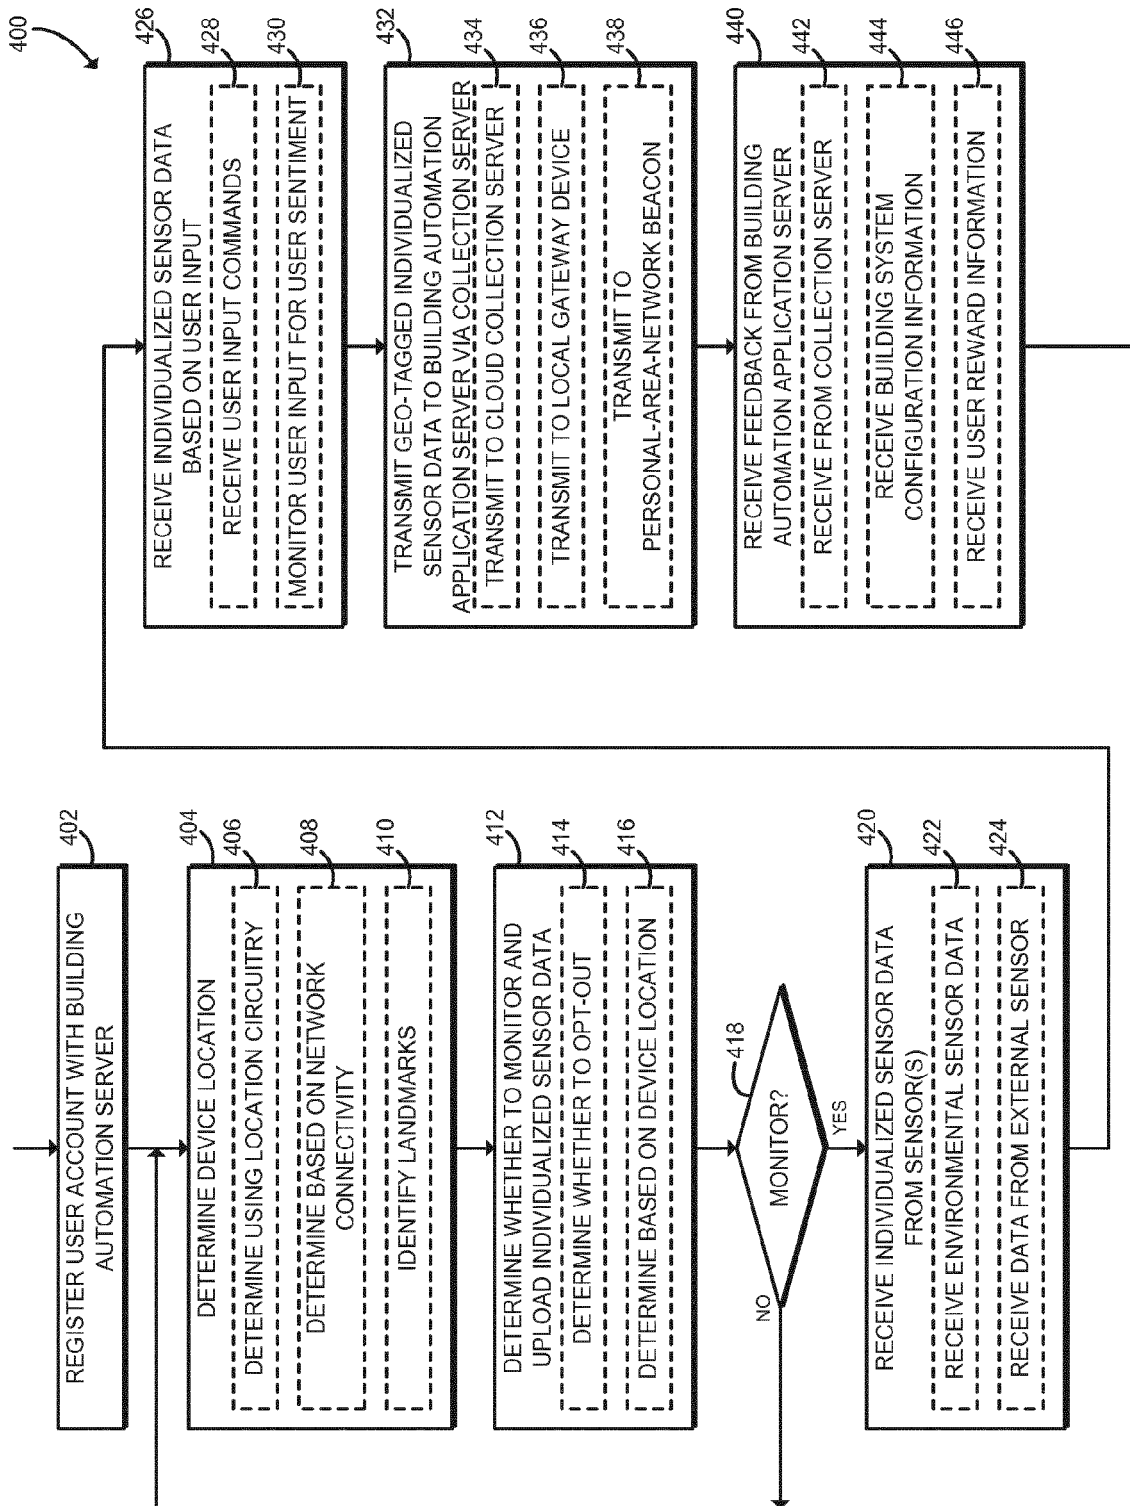 400
REGISTER USER ACCOUNT WITH BUILDING
AUTOMATION SERVER
402
DETERMINE DEVICE LOCATION
404
DETERMINE USING LOCATION CIRCUITRY
406
DETERMINE BASED ON NETWORK
CONNECTIVITY
408
IDENTIFY LANDMARKS
410
DETERMINE WHETHER TO MONITOR AND
UPLOAD INDIVIDUALIZED SENSOR DATA
412
DETERMINE WHETHER TO OPT-OUT
414
DETERMINE BASED ON DEVICE LOCATION
416
MONITOR?
418
NO
YES
RECEIVE INDIVIDUALIZED SENSOR DATA
FROM SENSOR(S)
420
RECEIVE ENVIRONMENTAL SENSOR DATA
422
RECEIVE DATA FROM EXTERNAL SENSOR
424
RECEIVE INDIVIDUALIZED SENSOR DATA
BASED ON USER INPUT
426
RECEIVE USER INPUT COMMANDS
428
MONITOR USER INPUT FOR USER SENTIMENT
430
TRANSMIT GEO-TAGGED INDIVIDUALIZED
SENSOR DATA TO BUILDING AUTOMATION
APPLICATION SERVER VIA COLLECTION SERVER
432
TRANSMIT TO CLOUD COLLECTION SERVER
434
TRANSMIT TO LOCAL GATEWAY DEVICE
436
TRANSMIT TO
PERSONAL-AREA-NETWORK BEACON
438
RECEIVE FEEDBACK FROM BUILDING
AUTOMATION APPLICATION SERVER
440
RECEIVE FROM COLLECTION SERVER
442
RECEIVE BUILDING SYSTEM
CONFIGURATION INFORMATION
444
RECEIVE USER REWARD INFORMATION
446